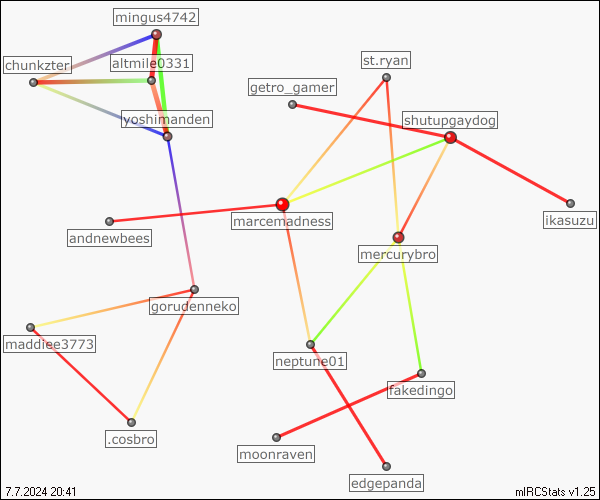 mingus4742
st.ryan
altmile0331
chunkzter
getro_gamer
yoshimanden
shutupgaydog
marcemadness
ikasuzu
andnewbees
mercurybro
gorudenneko
maddiee3773
neptune01
fakedingo
.cosbro
moonraven
edgepanda
7.7.2024 20:41
mIRCStats v1.25